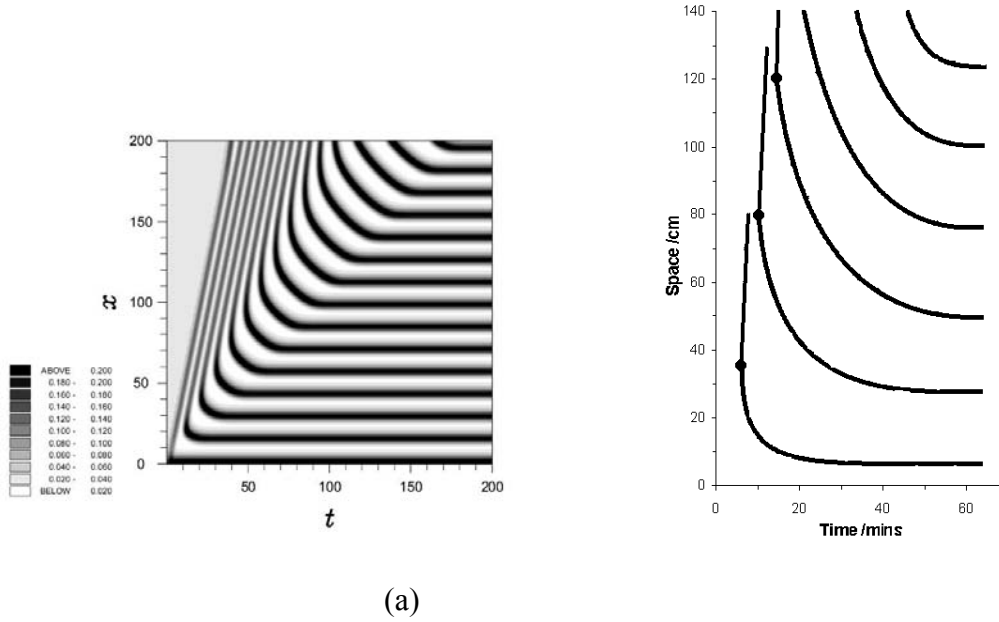 200
150
100
50
0
x
50
100
150
200
t
ABOVE 0.200
0.180 - 0.200
0.160 - 0.180
0.140 - 0.160
0.120 - 0.140
0.100 - 0.120
0.080 - 0.100
0.060 - 0.080
0.040 - 0.060
0.020 - 0.040
BELOW 0.020
140
120
100
80
60
40
20
0
Space /cm
0
20
40
60
Time /mins
(a)